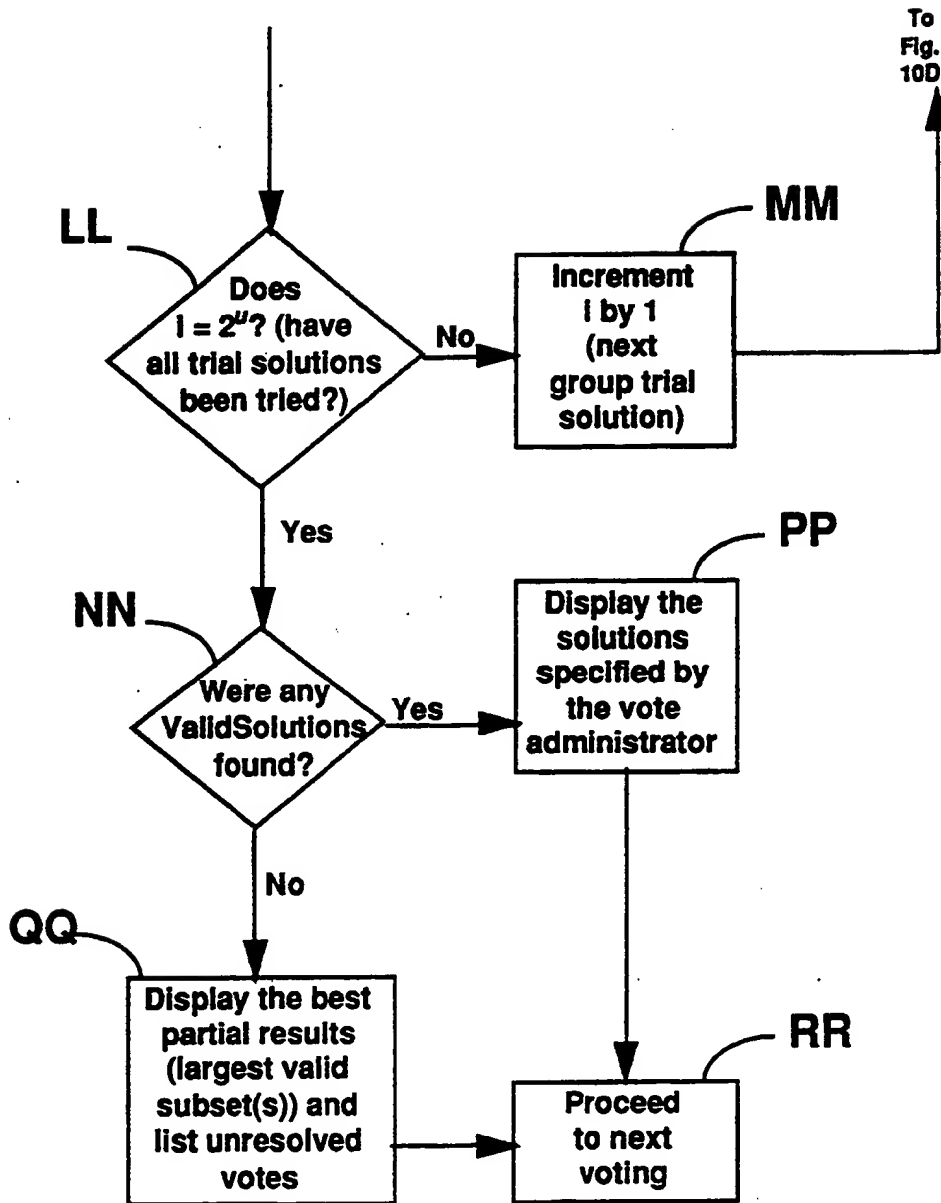 To
Fig.
10D
LL
Does
i = 2^μ? (have
all trial solutions
been tried?)
No
MM
Increment
i by 1
(next
group trial
solution)
Yes
NN
Were any
ValidSolutions
found?
Yes
PP
Display the
solutions
specified by
the vote
administrator
No
QQ
Display the best
partial results
(largest valid
subset(s)) and
list unresolved
votes
RR
Proceed
to next
voting